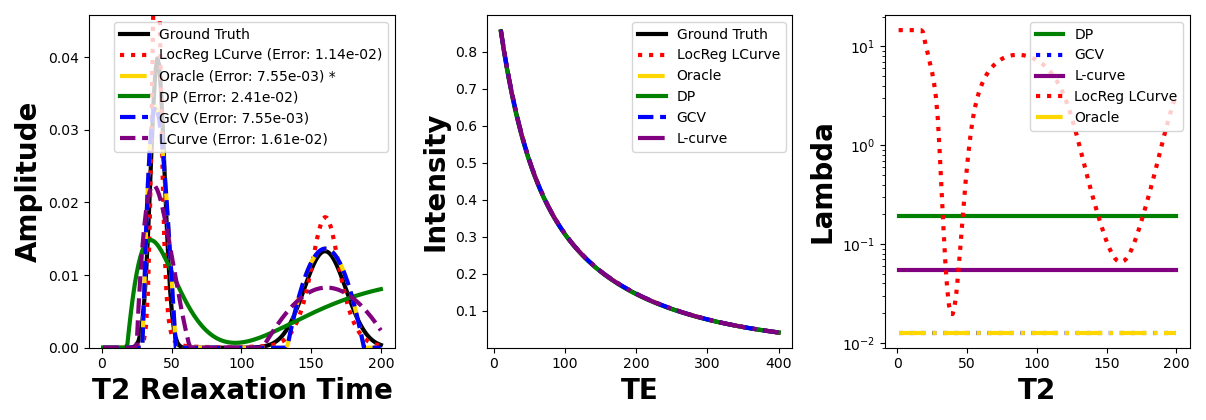 Amplitude
0.04
0.03
0.02
0.01
0.00
0
50
100
150
200
T2 Relaxation Time
Ground Truth
LocReg LCurve (Error: 1.14e-02)
Oracle (Error: 7.55e-03) *
DP (Error: 2.41e-02)
GCV (Error: 7.55e-03)
LCurve (Error: 1.61e-02)
Intensity
0.8
0.7
0.6
0.5
0.4
0.3
0.2
0.1
0
100
200
300
400
TE
Ground Truth
LocReg LCurve
Oracle
DP
GCV
L-curve
Lambda
10¹
10⁰
10⁻¹
10⁻²
0
50
100
150
200
T2
DP
GCV
L-curve
LocReg LCurve
Oracle